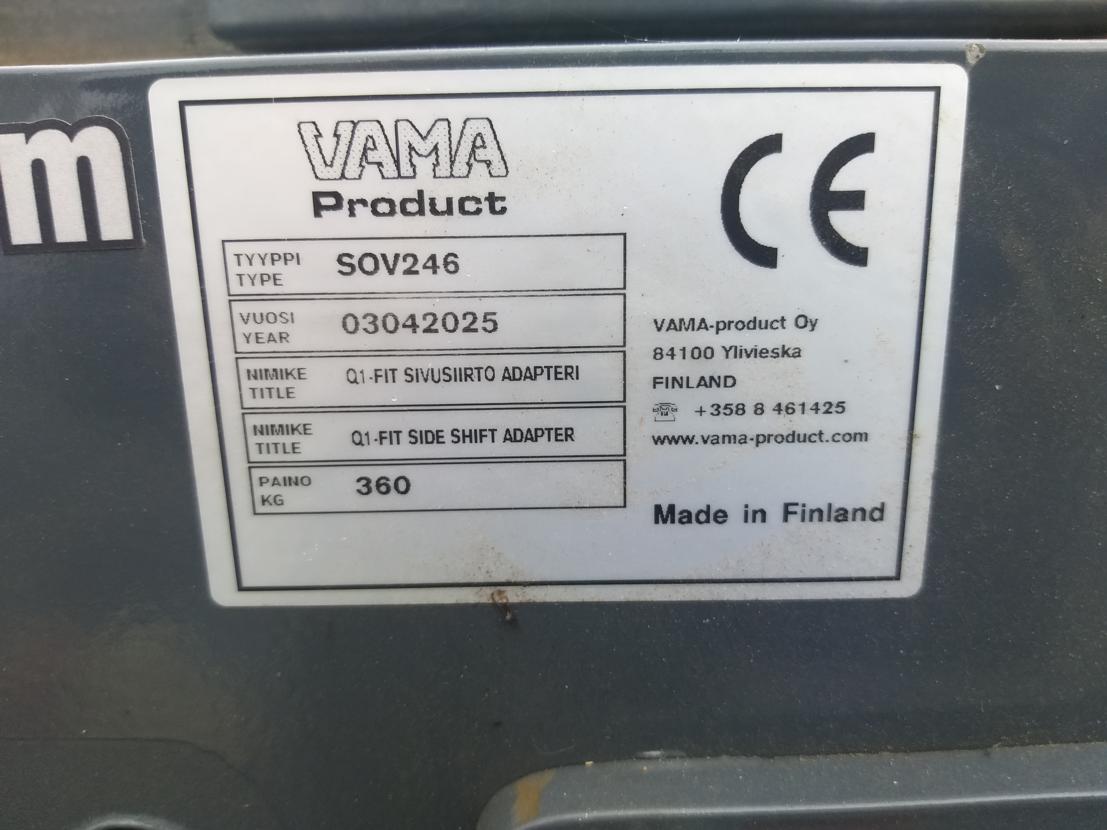 m
VAMA
Product
CE
TYYPPI
TYPE
SOV246
VUOSI
YEAR
03042025
NIMIKE
TITLE
Q1-FIT SIVUSIIRTO ADAPTERI
NIMIKE
TITLE
Q1-FIT SIDE SHIFT ADAPTER
PAINO
KG
360
VAMA-product Oy
84100 Ylivieska
FINLAND
☏ +358 8 461425
www.vama-product.com
Made in Finland